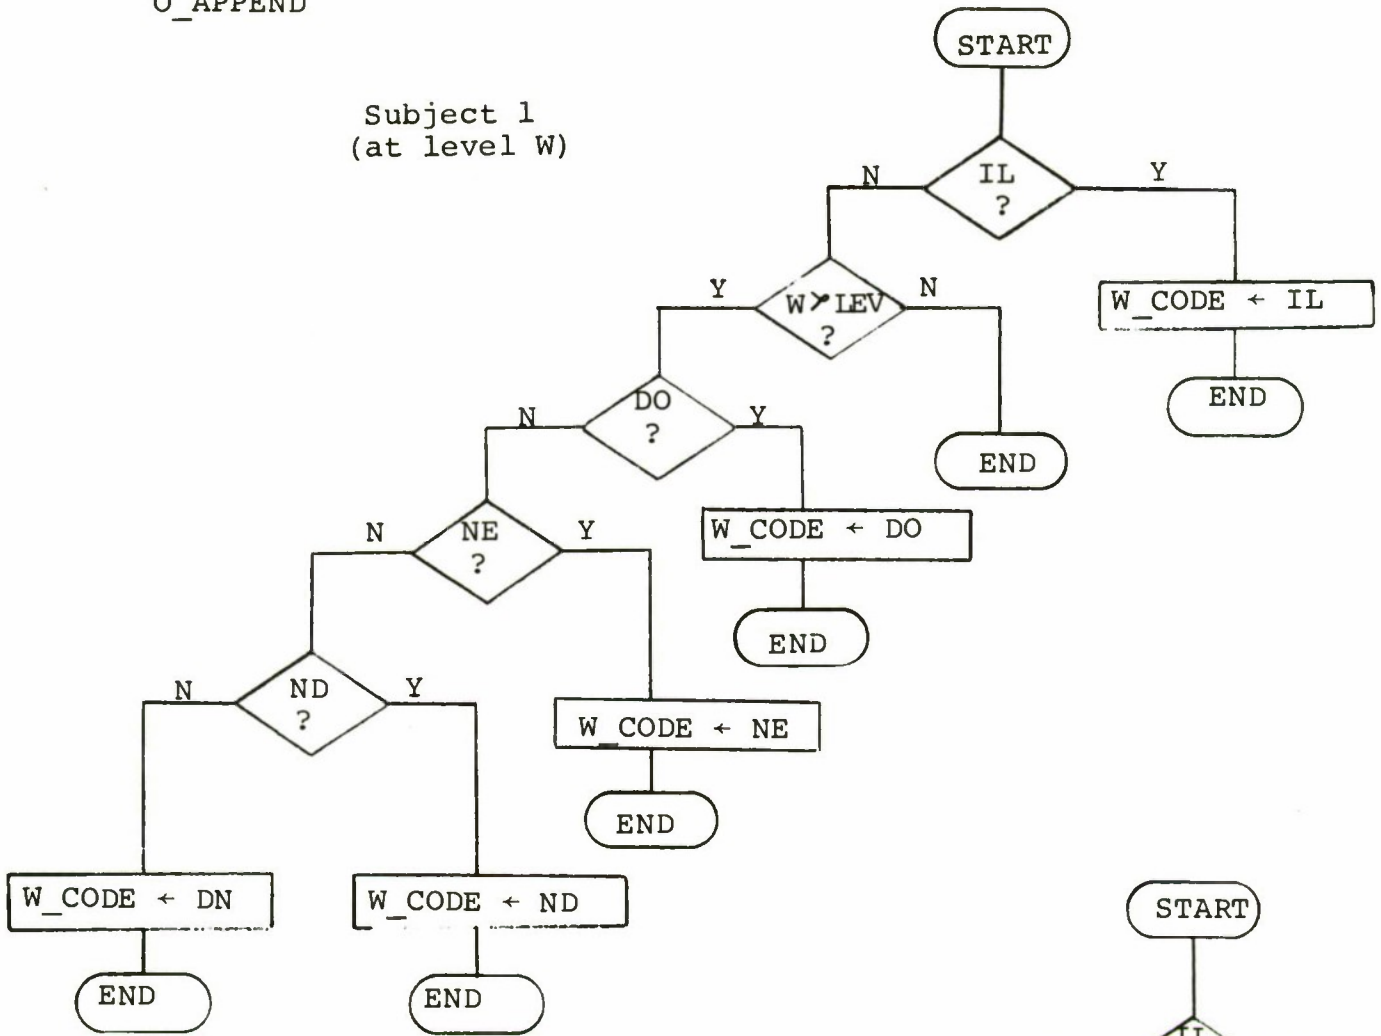 O_APPEND
START
Subject 1
(at level W)
IL
?
N
Y
W≻LEV
?
Y
N
W_CODE ← IL
END
DO
?
N
Y
END
NE
?
N
Y
W_CODE ← DO
END
ND
?
N
Y
W_CODE ← NE
END
W_CODE ← DN
W_CODE ← ND
START
END
END